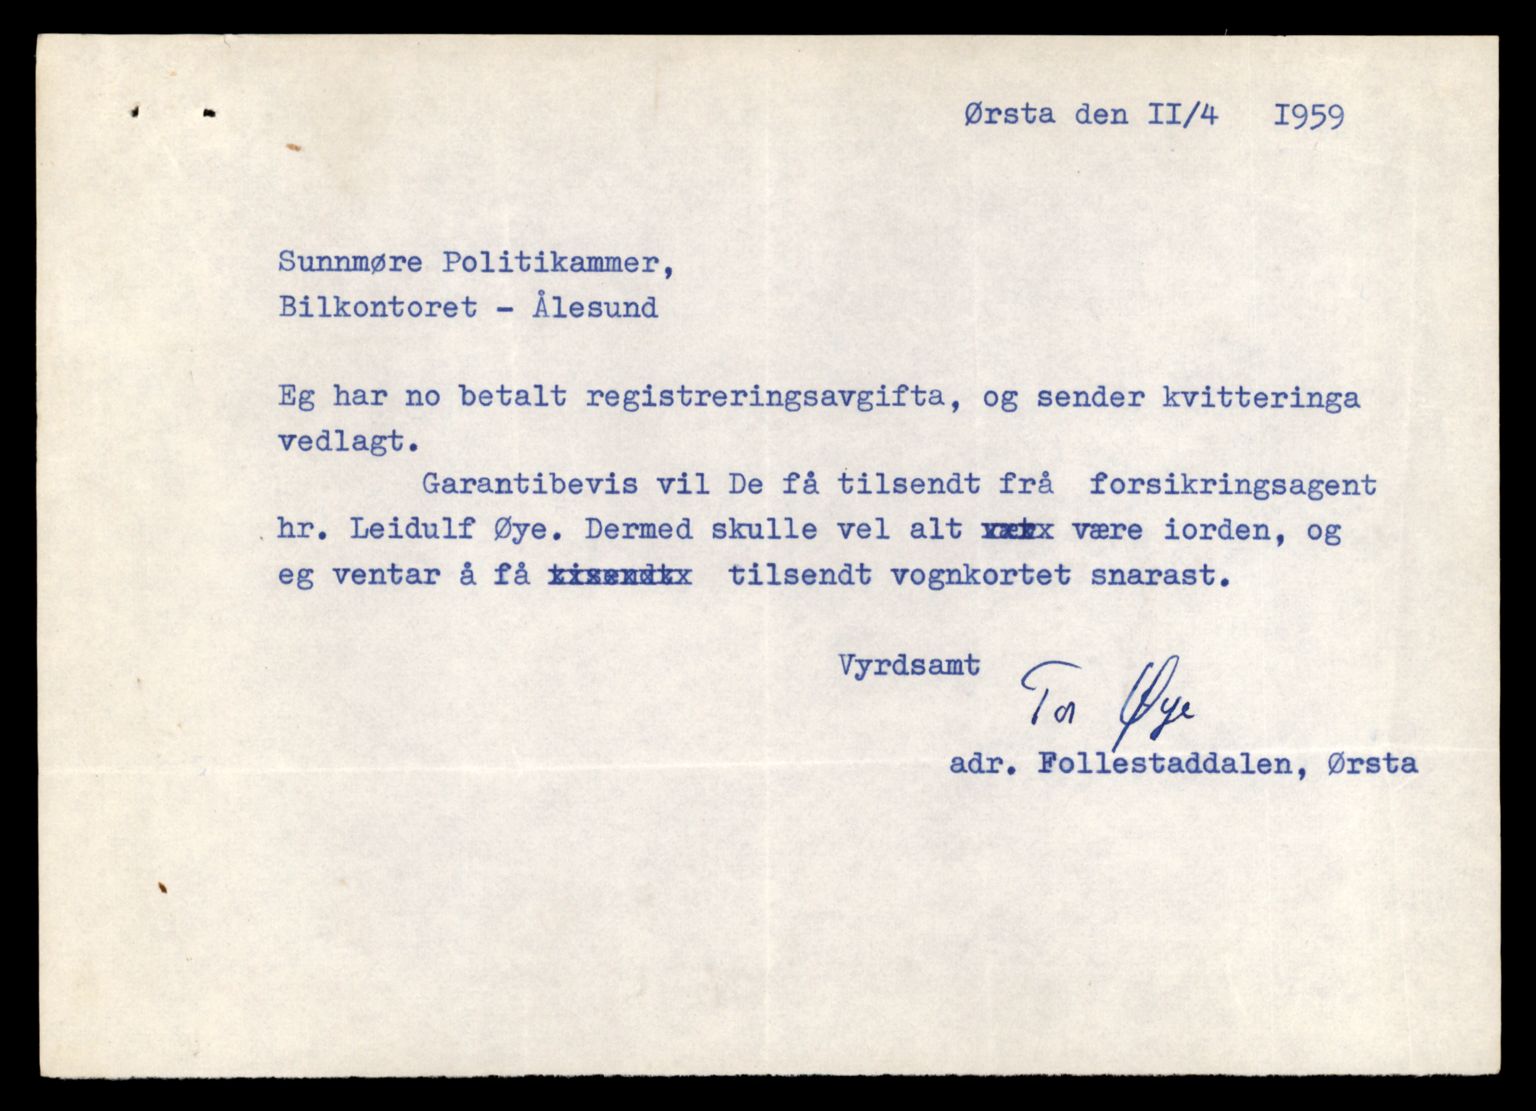 Ørsta den II/4   I959
Sunnmøre Politikammer,
Bilkontoret - Ålesund
Eg har no betalt registreringsavgifta, og sender kvitteringa
vedlagt.
Garantibevis vil De få tilsendt frå  forsikringsagent
hr. Leidulf Øye. Dermed skulle vel alt være iorden, og
eg ventar å få tilsendt vognkortet snarast.
Vyrdsamt
Tor Øye
adr. Follestaddalen, Ørsta